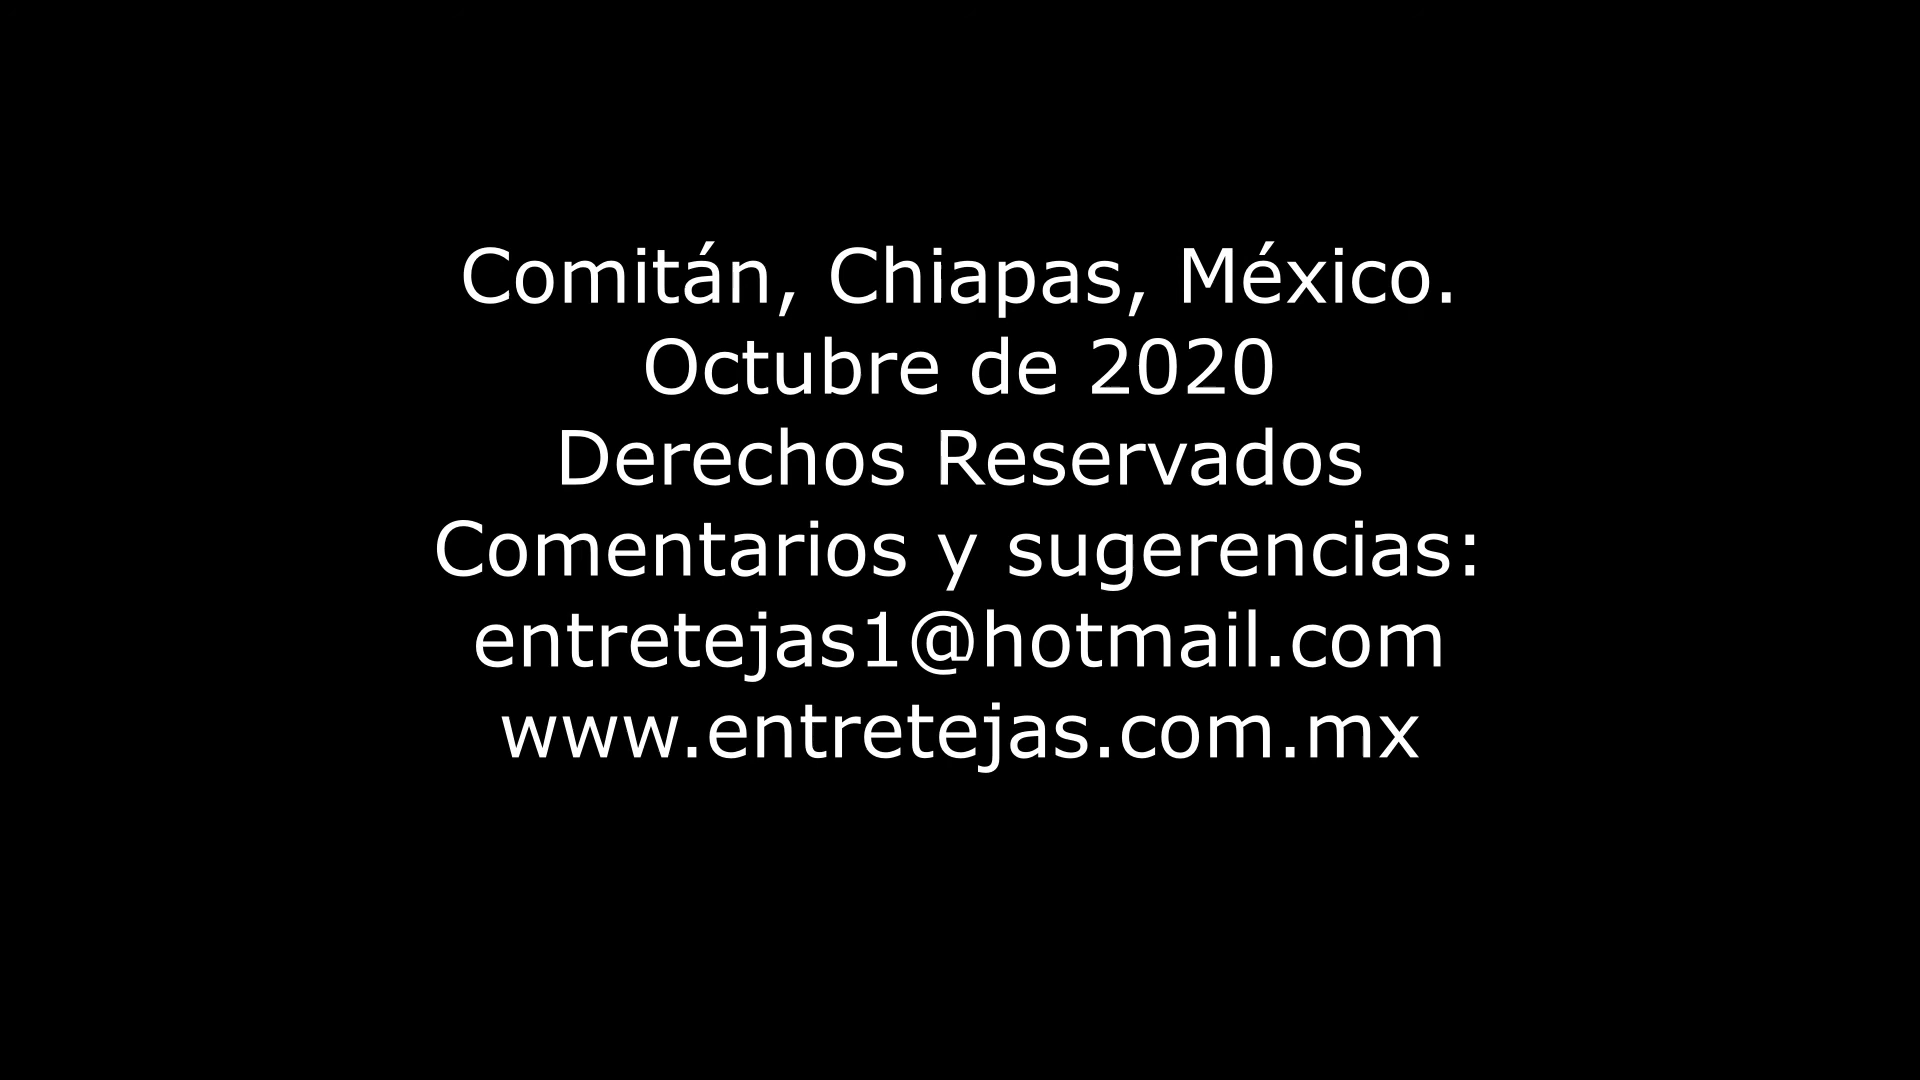 Comitán, Chiapas, México.
Octubre de 2020
Derechos Reservados
Comentarios y sugerencias:
entretejas1@hotmail.com
www.entretejas.com.mx